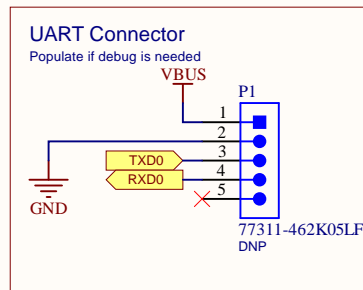 UART Connector
Populate if debug is needed
VBUS
P1
1
2
TXD0
3
RXD0
4
5
GND
77311-462K05LF
DNP